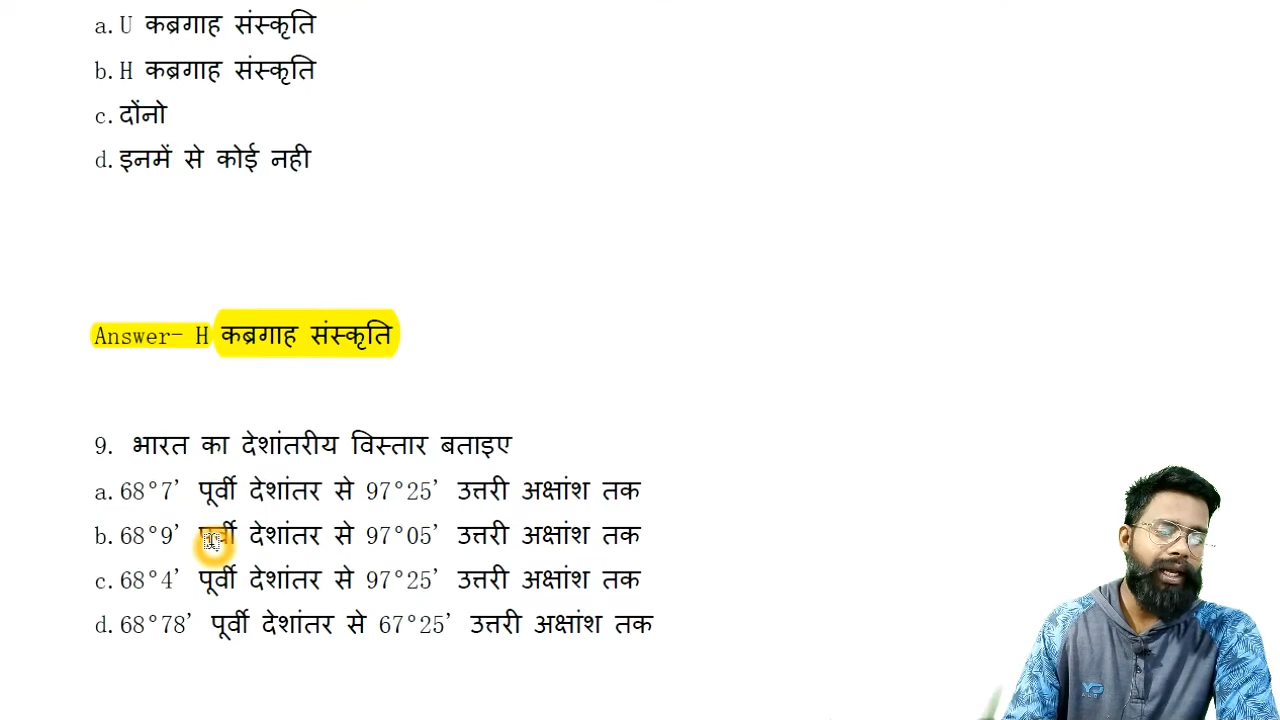 a.U कब्रगाह संस्कृति
b.H कब्रगाह संस्कृति
c.दोंनो
d.इनमें से कोई नही
Answer- H कब्रगाह संस्कृति
9. भारत का देशांतरीय विस्तार बताइए
a.68°7' पूर्वी देशांतर से 97°25' उत्तरी अक्षांश तक
b.68°9' पूर्वी देशांतर से 97°05' उत्तरी अक्षांश तक
c.68°4' पूर्वी देशांतर से 97°25' उत्तरी अक्षांश तक
d.68°78' पूर्वी देशांतर से 67°25' उत्तरी अक्षांश तक